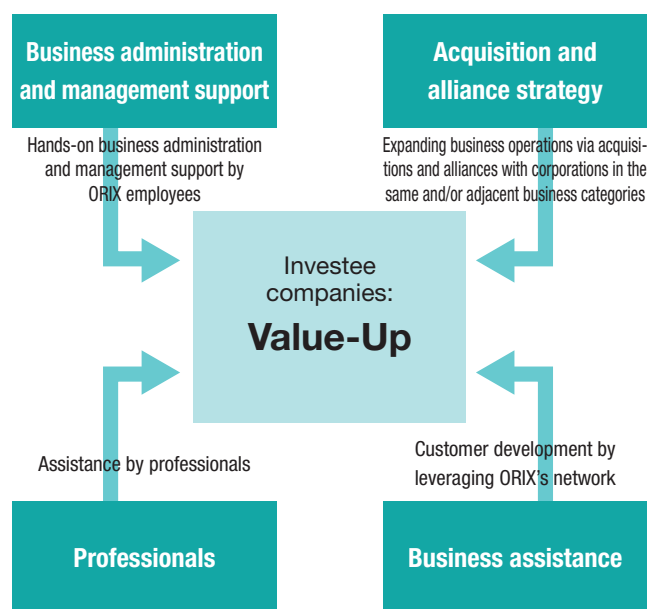 Business administration
and management support
Hands-on business administration
and management support by
ORIX employees
Acquisition and
alliance strategy
Expanding business operations via acquisi-
tions and alliances with corporations in the
same and/or adjacent business categories
Investee
companies:
Value-Up
Assistance by professionals
Professionals
Customer development by
leveraging ORIX's network
Business assistance